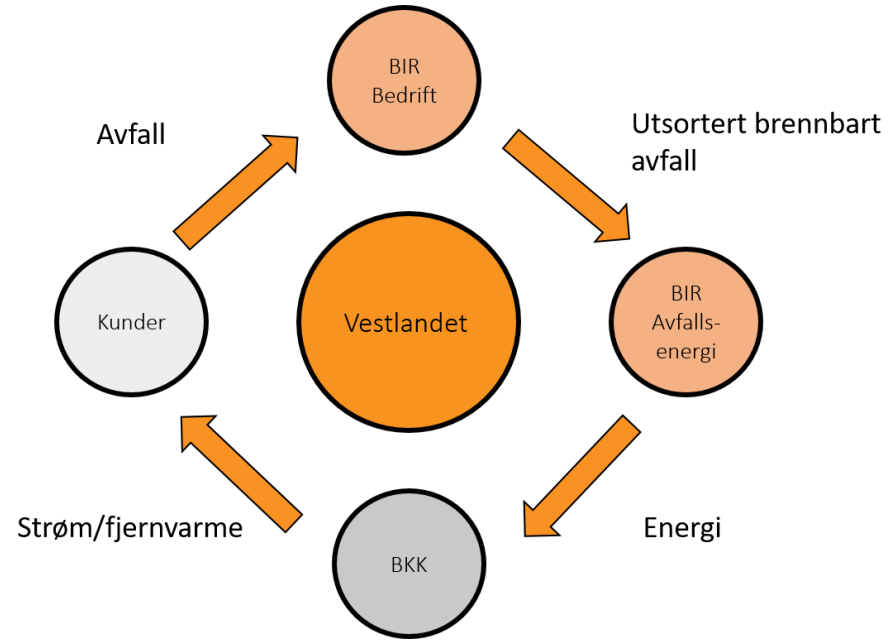 BIR
Bedrift
Avfall
Utsortert brennbart
avfall
Kunder
Vestlandet
BIR
Avfalls-
energi
Strøm/fjernvarme
Energi
BKK